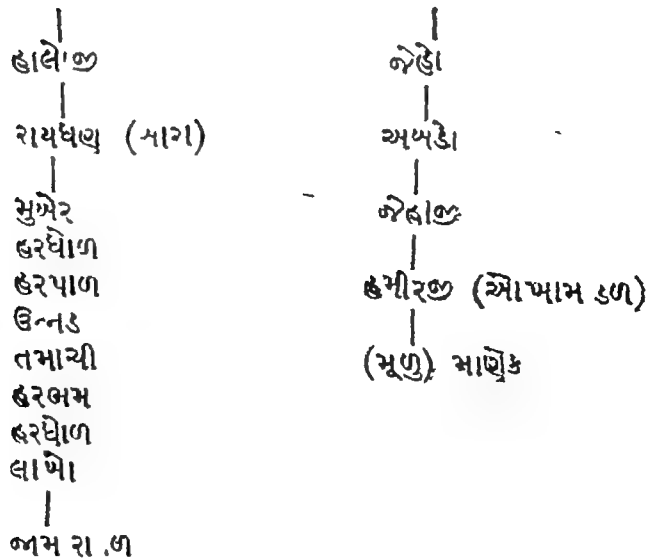 હાલોજી
રાયધણ (કારા)
મુબેર
હરધોળ
હરપાળ
ઉન્નડ
તમાચી
હરભમ
હરધોળ
લાખો
જામ રા.ળ
જેહો
અબડો
જેહાજી
હમીરજી (ઓખામ ડળ)
(મૂળુ) માણેક